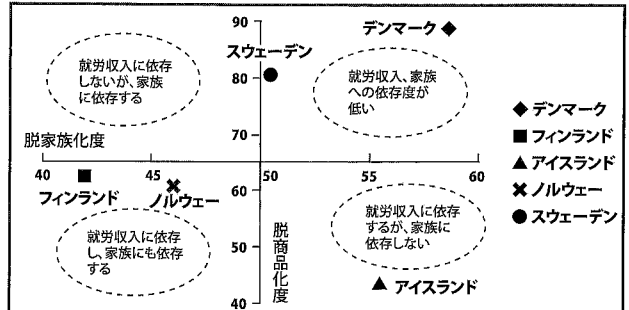 90
デンマーク
スウェーデン
就労収入に依存
しないが、家族
に依存する
80
就労収入、家族
への依存度が
低い
70
脱家族化度
40
45
50
55
60
フィンランド
ノルウェー
60
就労収入に依存
し、家族にも依存
する
50
脱商品化度
就労収入に依存
するが、家族に
依存しない
アイスランド
40
デンマーク
フィンランド
アイスランド
ノルウェー
スウェーデン